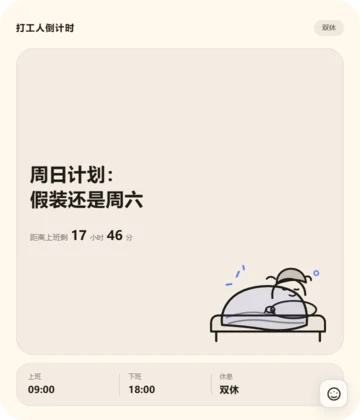 打工人倒计时
双休
周日计划：
假装还是周六
距离上班剩 17 小时 46 分
上班
下班
休息
09:00
18:00
双休